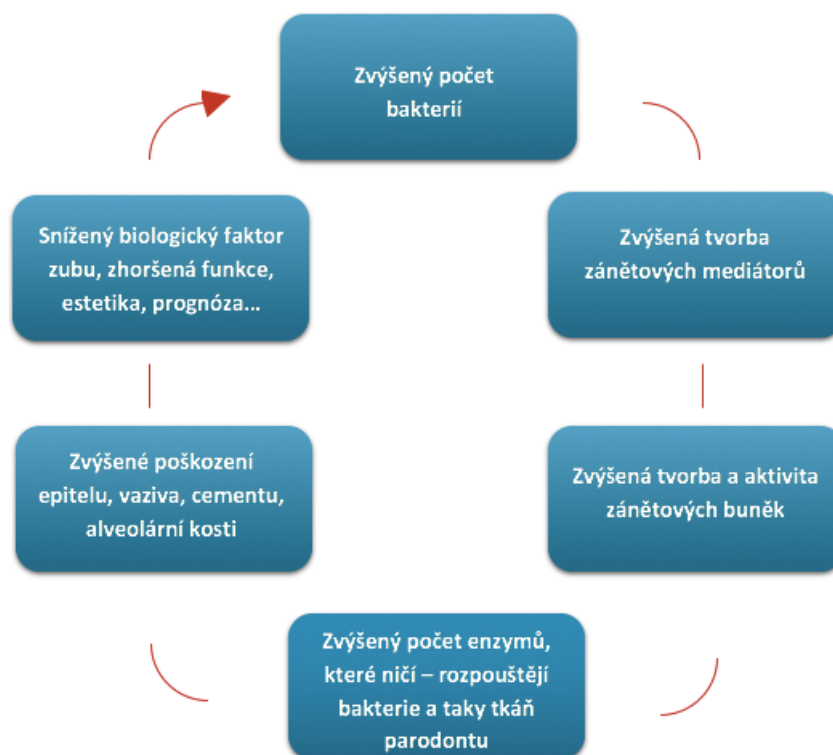 Zvýšený počet
bakterií
Zvýšená tvorba
zánětových mediátorů
Zvýšená tvorba a aktivita
zánětových buněk
Zvýšený počet enzymů,
které ničí – rozpouštějí
bakterie a taky tkáň
parodontu
Zvýšené poškození
epitelu, vaziva, cementu,
alveolární kosti
Snížený biologický faktor
zubu, zhoršená funkce,
estetika, prognóza...